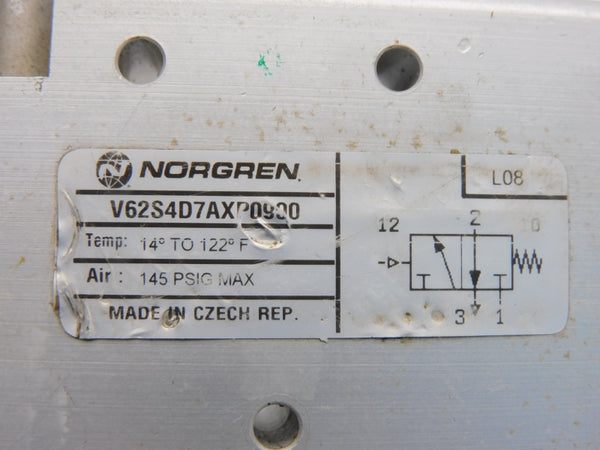 NORGREN
V62S4D7AXP0900
Temp: 14° TO 122° F
Air : 145 PSIG MAX
MADE IN CZECH REP.
L08
12 2 10
3 1